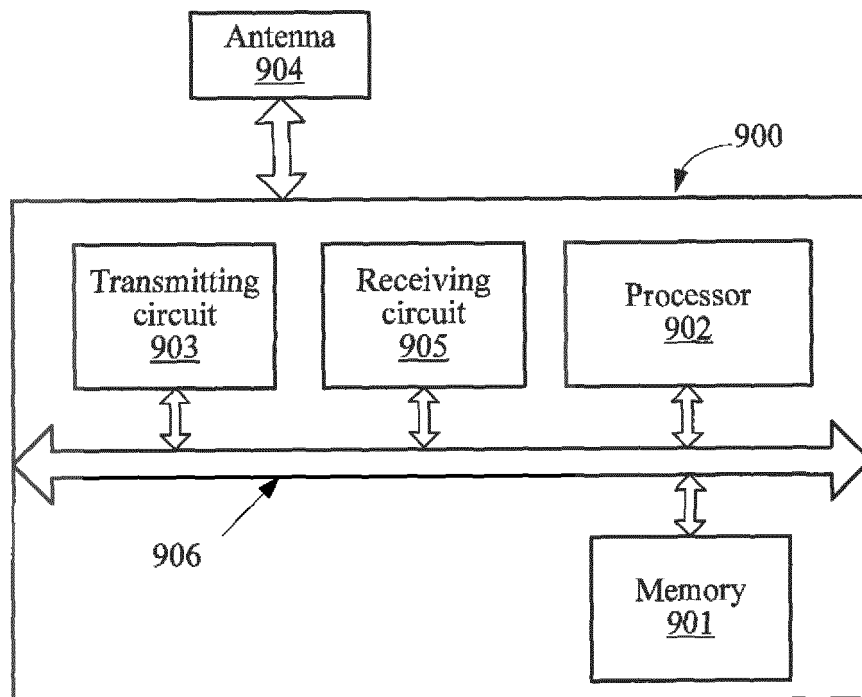 Antenna
904
900
Transmitting
circuit
903
Receiving
circuit
905
Processor
902
906
Memory
901